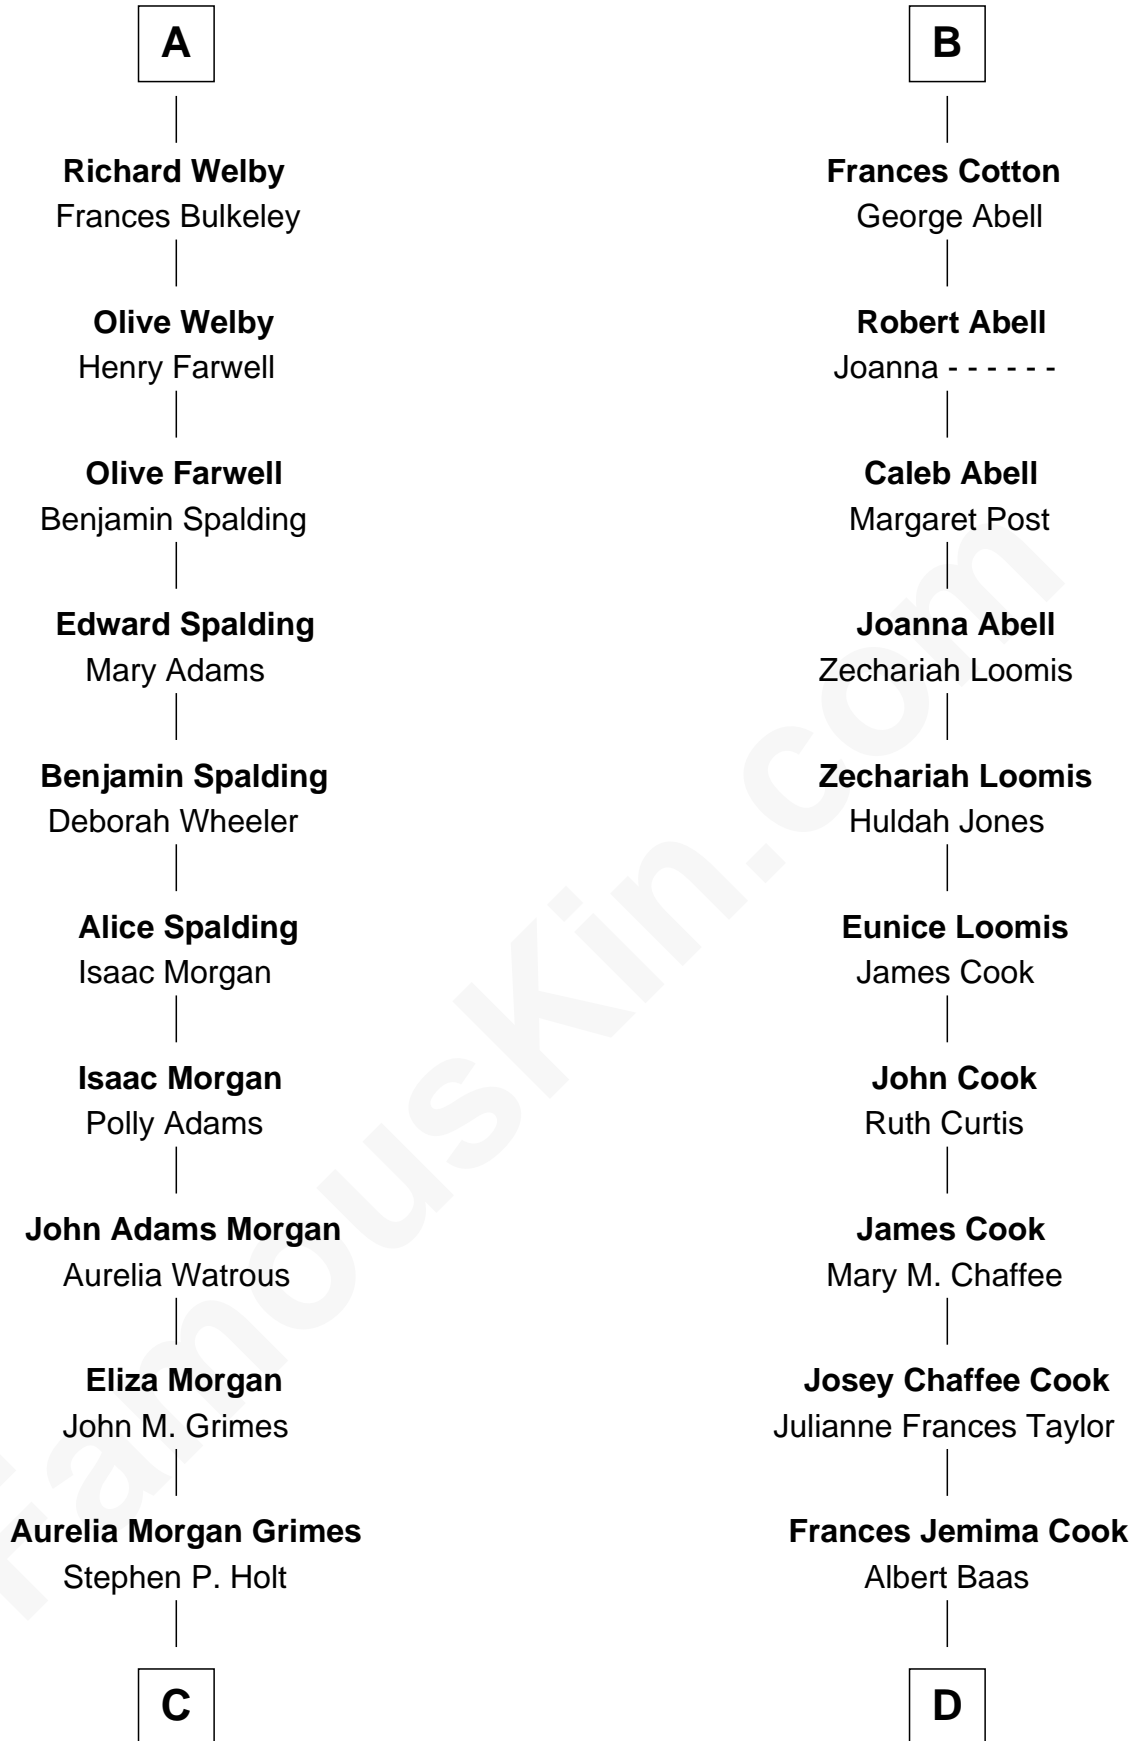 A
Richard Welby
Frances Bulkeley
Olive Welby
Henry Farwell
Olive Farwell
Benjamin Spalding
Edward Spalding
Mary Adams
Benjamin Spalding
Deborah Wheeler
Alice Spalding
Isaac Morgan
Isaac Morgan
Polly Adams
John Adams Morgan
Aurelia Watrous
Eliza Morgan
John M. Grimes
Aurelia Morgan Grimes
Stephen P. Holt
C
B
Frances Cotton
George Abell
Robert Abell
Joanna - - - - - -
Caleb Abell
Margaret Post
Joanna Abell
Zechariah Loomis
Zechariah Loomis
Huldah Jones
Eunice Loomis
James Cook
John Cook
Ruth Curtis
James Cook
Mary M. Chaffee
Josey Chaffee Cook
Julianne Frances Taylor
Frances Jemima Cook
Albert Baas
D
FamousKin.com